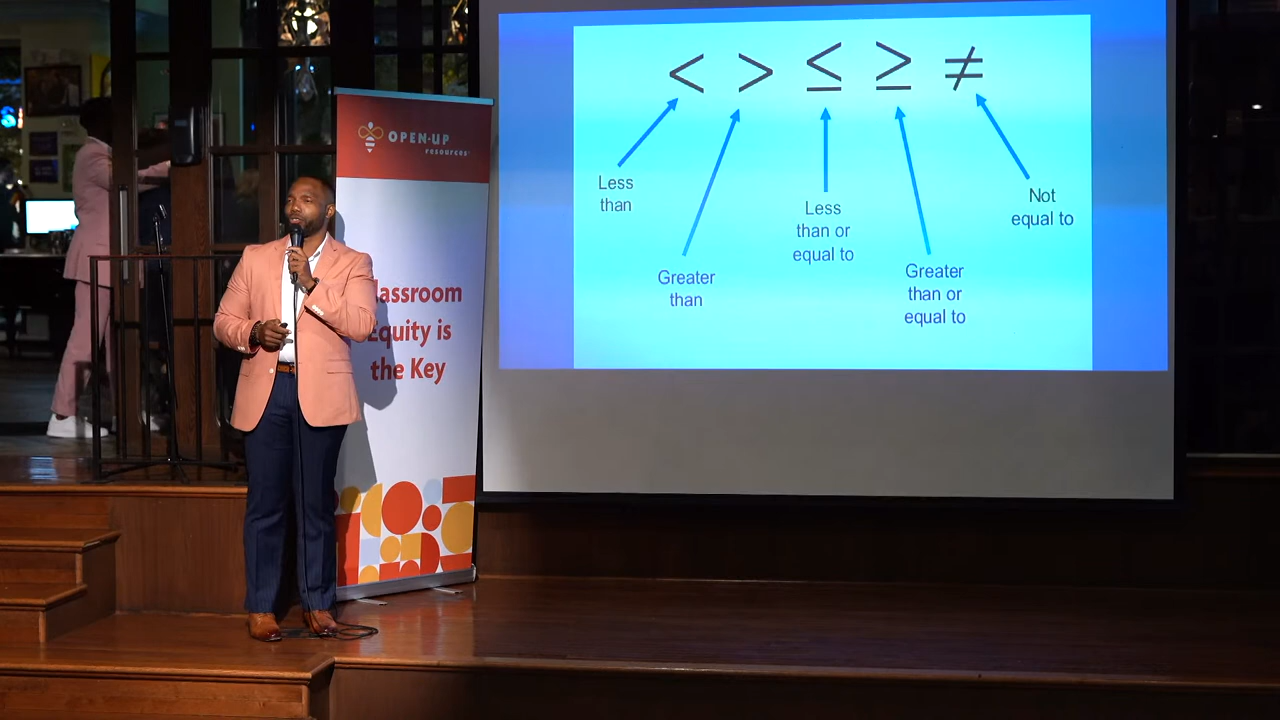 OPEN-UP
resources
lassroom
Equity is
the Key
< > ≤ ≥ ≠
Less
than
Greater
than
Less
than or
equal to
Greater
than or
equal to
Not
equal to